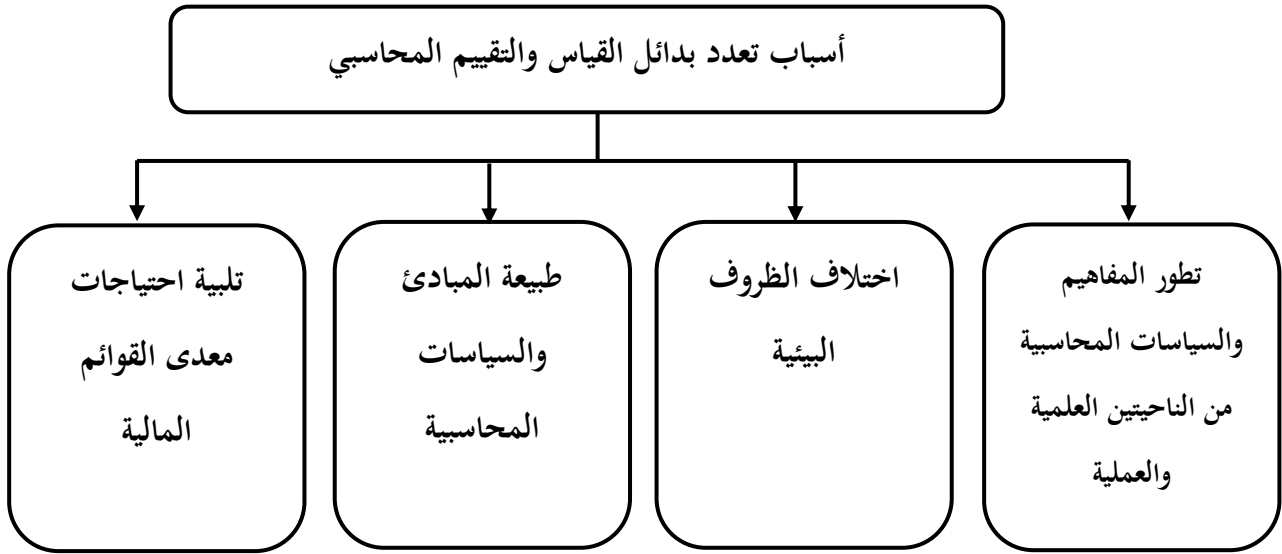 أسباب تعدد بدائل القياس والتقييم المحاسبي
تطور المفاهيم
والسياسات المحاسبية
من الناحيتين العلمية
والعملية
اختلاف الظروف
البيئية
طبيعة المبادئ
والسياسات
المحاسبية
تلبية احتياجات
معدى القوائم
المالية